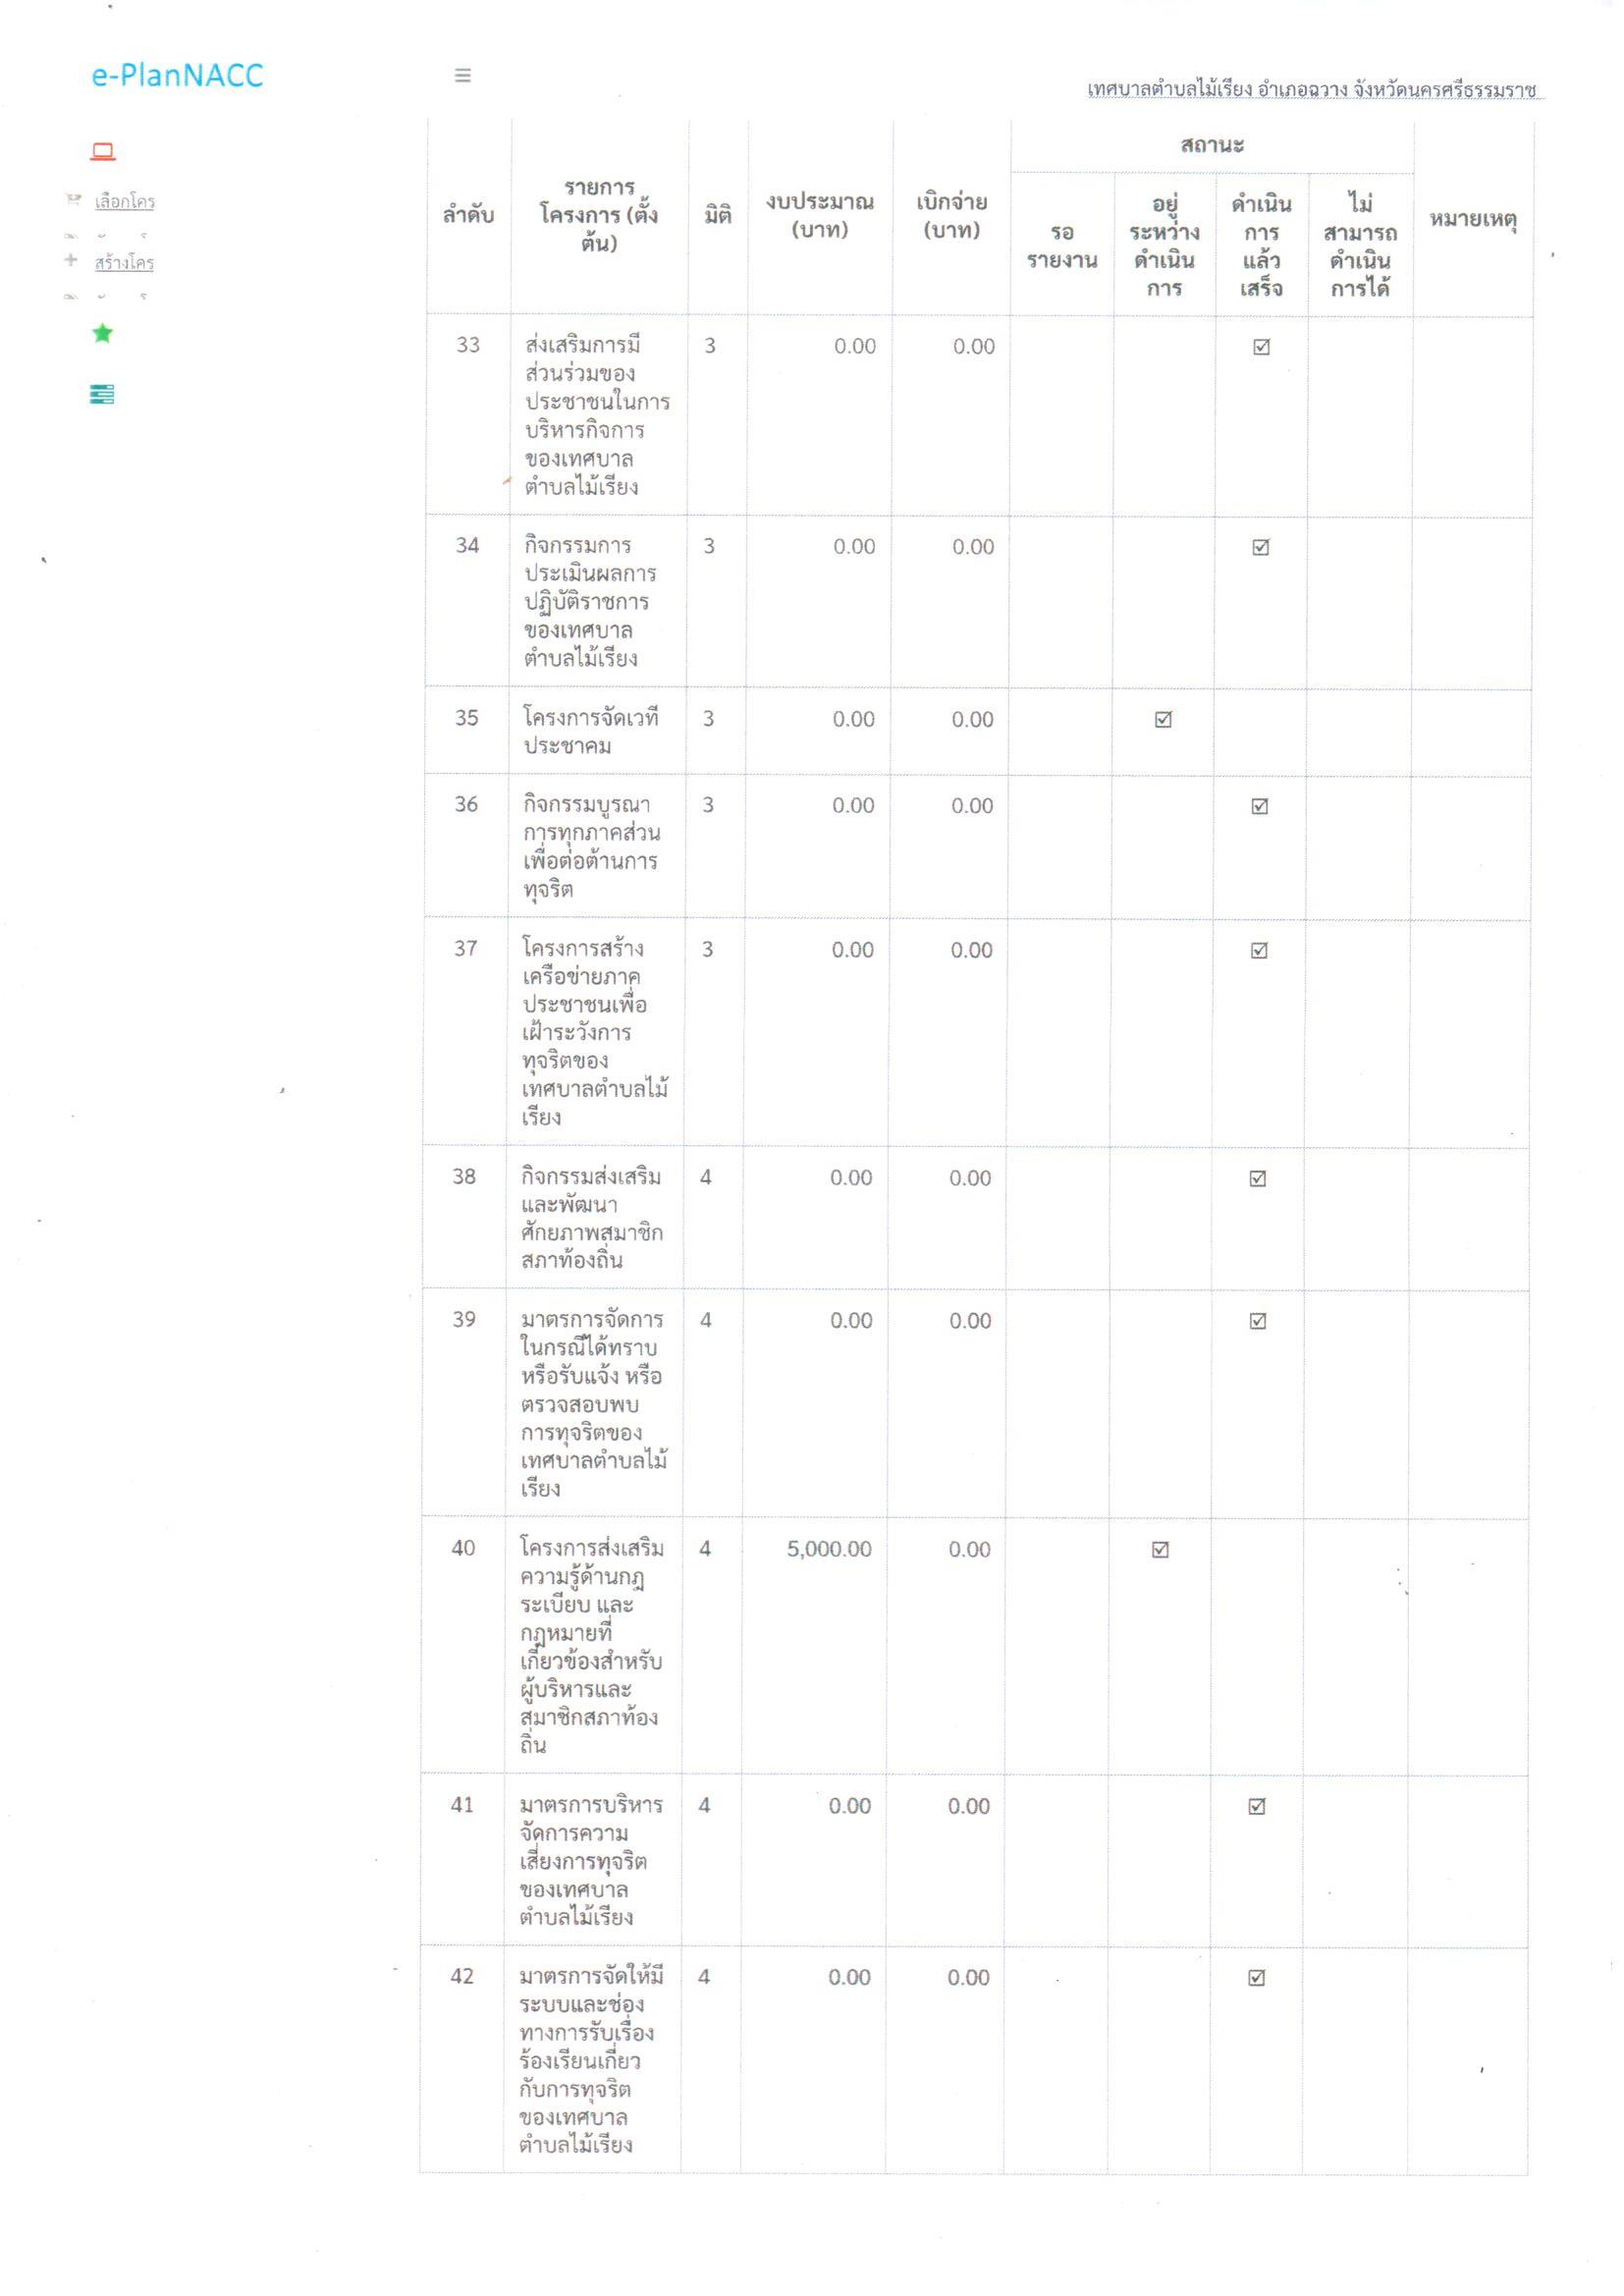 e-PlanNACC
เทศบาลตำบลไม้เรียง อำเภอฉวาง จังหวัดนครศรีธรรมราช
เลือกโคร
สร้างโคร
ลำดับ
รายการ
โครงการ (ตั้ง
ต้น)
มิติ
งบประมาณ
(บาท)
เบิกจ่าย
(บาท)
สถานะ
รอ
รายงาน
อยู่
ระหว่าง
ดำเนิน
การ
ดำเนิน
การ
แล้ว
เสร็จ
ไม่
สามารถ
ดำเนิน
การได้
หมายเหตุ
33 ส่งเสริมการมี 3 0.00 0.00 ☑
ส่วนร่วมของ
ประชาชนในการ
บริหารกิจการ
ของเทศบาล
ตำบลไม้เรียง
34 กิจกรรมการ 3 0.00 0.00 ☑
ประเมินผลการ
ปฏิบัติราชการ
ของเทศบาล
ตำบลไม้เรียง
35 โครงการจัดเวที 3 0.00 0.00 ☑
ประชาคม
36 กิจกรรมบูรณา 3 0.00 0.00 ☑
การทุกภาคส่วน
เพื่อต่อต้านการ
ทุจริต
37 โครงการสร้าง 3 0.00 0.00 ☑
เครือข่ายภาค
ประชาชนเพื่อ
เฝ้าระวังการ
ทุจริตของ
เทศบาลตำบลไม้
เรียง
38 กิจกรรมส่งเสริม 4 0.00 0.00 ☑
และพัฒนา
ศักยภาพสมาชิก
สภาท้องถิ่น
39 มาตรการจัดการ 4 0.00 0.00 ☑
ในกรณีได้ทราบ
หรือรับแจ้ง หรือ
ตรวจสอบพบ
การทุจริตของ
เทศบาลตำบลไม้
เรียง
40 โครงการส่งเสริม 4 5,000.00 0.00 ☑
ความรู้ด้านกฎ
ระเบียบ และ
กฎหมายที่
เกี่ยวข้องสำหรับ
ผู้บริหารและ
สมาชิกสภาท้อง
ถิ่น
41 มาตรการบริหาร 4 0.00 0.00 ☑
จัดการความ
เสี่ยงการทุจริต
ของเทศบาล
ตำบลไม้เรียง
42 มาตรการจัดให้มี 4 0.00 0.00 ☑
ระบบและช่อง
ทางการรับเรื่อง
ร้องเรียนเกี่ยว
กับการทุจริต
ของเทศบาล
ตำบลไม้เรียง